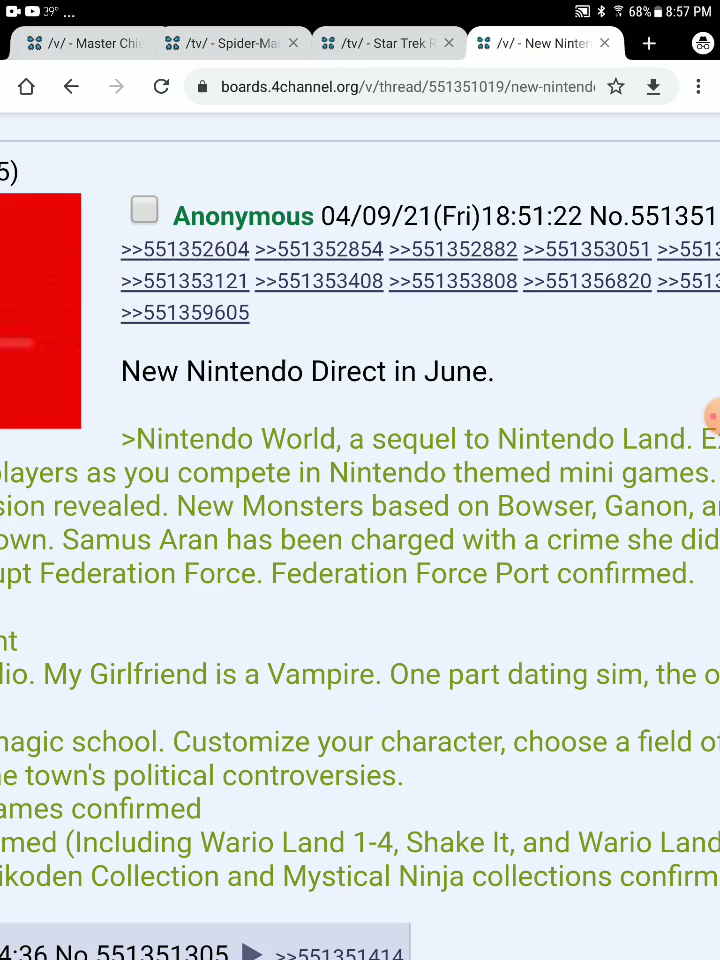 39° ...
68% 8:57 PM
/v/ - Master Chie
/tv/ - Spider-Ma
/tv/ - Star Trek
/v/ - New Ninten
boards.4channel.org/v/thread/551351019/new-nintend
5)
Anonymous 04/09/21(Fri)18:51:22 No.551351
>>551352604 >>551352854 >>551352882 >>551353051 >>551
>>551353121 >>551353408 >>551353808 >>551356820 >>551
>>551359605
New Nintendo Direct in June.
>Nintendo World, a sequel to Nintendo Land.
players as you compete in Nintendo themed mini games.
sion revealed. New Monsters based on Bowser, Ganon,
own. Samus Aran has been charged with a crime she did
upt Federation Force. Federation Force Port confirmed.
nt
lio. My Girlfriend is a Vampire. One part dating sim, the o
magic school. Customize your character, choose a field of
e town's political controversies.
ames confirmed
med (Including Wario Land 1-4, Shake It, and Wario Land
ikoden Collection and Mystical Ninja collections confirm
4:36 No.551351305 ▶ >>551351414